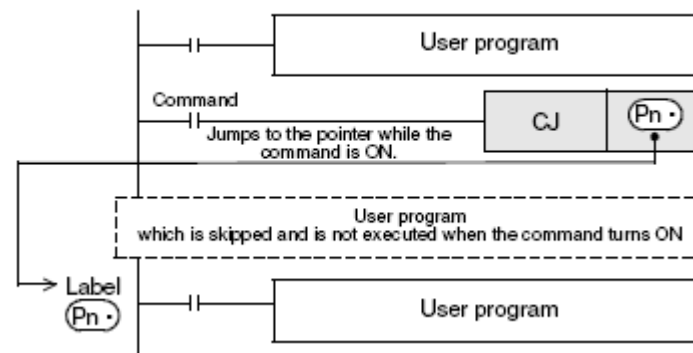 User program
Command
CJ
Pn ·
Jumps to the pointer while the
command is ON.
User program
which is skipped and is not executed when the command turns ON
Label
Pn ·
User program